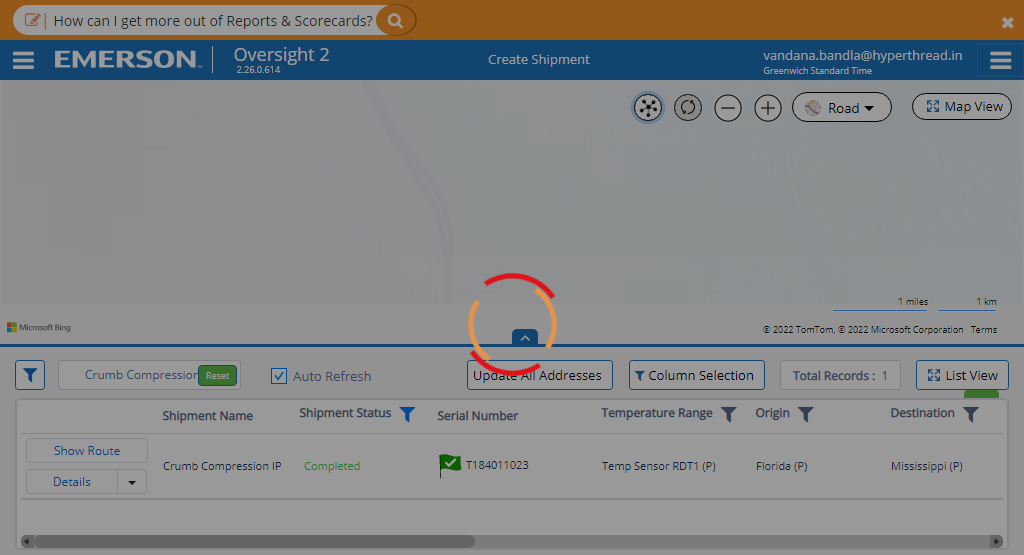 How can I get more out of Reports & Scorecards?
EMERSON™
Oversight 2
2.26.0.614
Create Shipment
vandana.bandla@hyperthread.in
Greenwich Standard Time
Road
Map View
1 miles
1 km
Microsoft Bing
© 2022 TomTom, © 2022 Microsoft Corporation Terms
Crumb Compression
Reset
Auto Refresh
Update All Addresses
Column Selection
Total Records : 1
List View
Shipment Name
Shipment Status
Serial Number
Temperature Range
Origin
Destination
Show Route
Details
Crumb Compression IP
Completed
T184011023
Temp Sensor RDT1 (P)
Florida (P)
Mississippi (P)